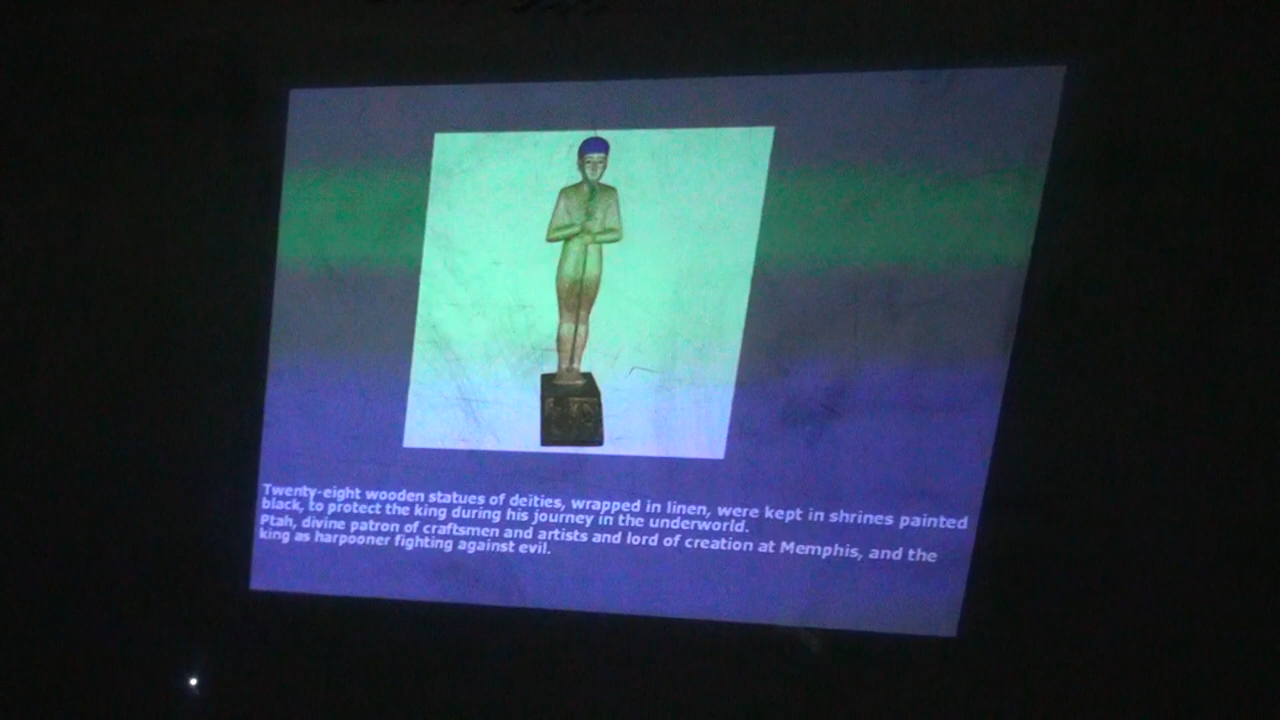 Twenty-eight wooden statues of deities, wrapped in linen, were kept in shrines painted
black, to protect the king during his journey in the underworld.
Ptah, divine patron of craftsmen and artists and lord of creation at Memphis, and the
king as harpooner fighting against evil.